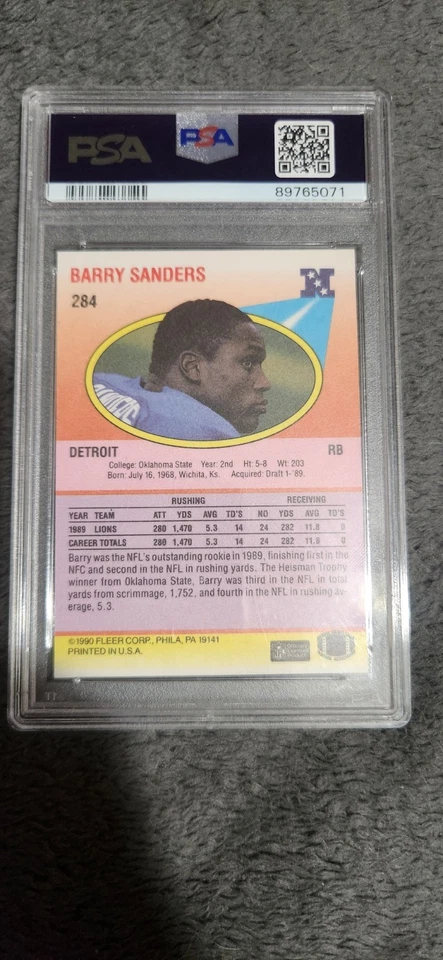 PSA
PSA
89765071
BARRY SANDERS
284
N
DETROIT RB
College: Oklahoma State Year: 2nd Ht: 5-8 Wt: 203
Born: July 16, 1968, Wichita, Ks. Acquired: Draft 1-'89.
RUSHING RECEIVING
YEAR TEAM ATT YDS AVG TD'S NO YDS AVG TD'S
1989 LIONS 280 1,470 5.3 14 24 282 11.8 0
CAREER TOTALS 280 1,470 5.3 14 24 282 11.8 0
Barry was the NFL's outstanding rookie in 1989, finishing first in the
NFC and second in the NFL in rushing yards. The Heisman Trophy
winner from Oklahoma State, Barry was third in the NFL in total
yards from scrimmage, 1,752, and fourth in the NFL in rushing av-
erage, 5.3.
©1990 FLEER CORP., PHILA, PA 19141
PRINTED IN U.S.A.